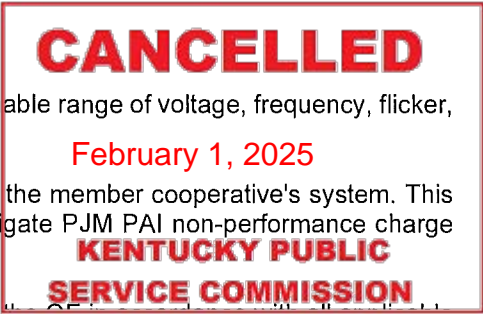 CANCELLED
able range of voltage, frequency, flicker,
February 1, 2025
the member cooperative's system. This
igate PJM PAI non-performance charge
KENTUCKY PUBLIC
SERVICE COMMISSION